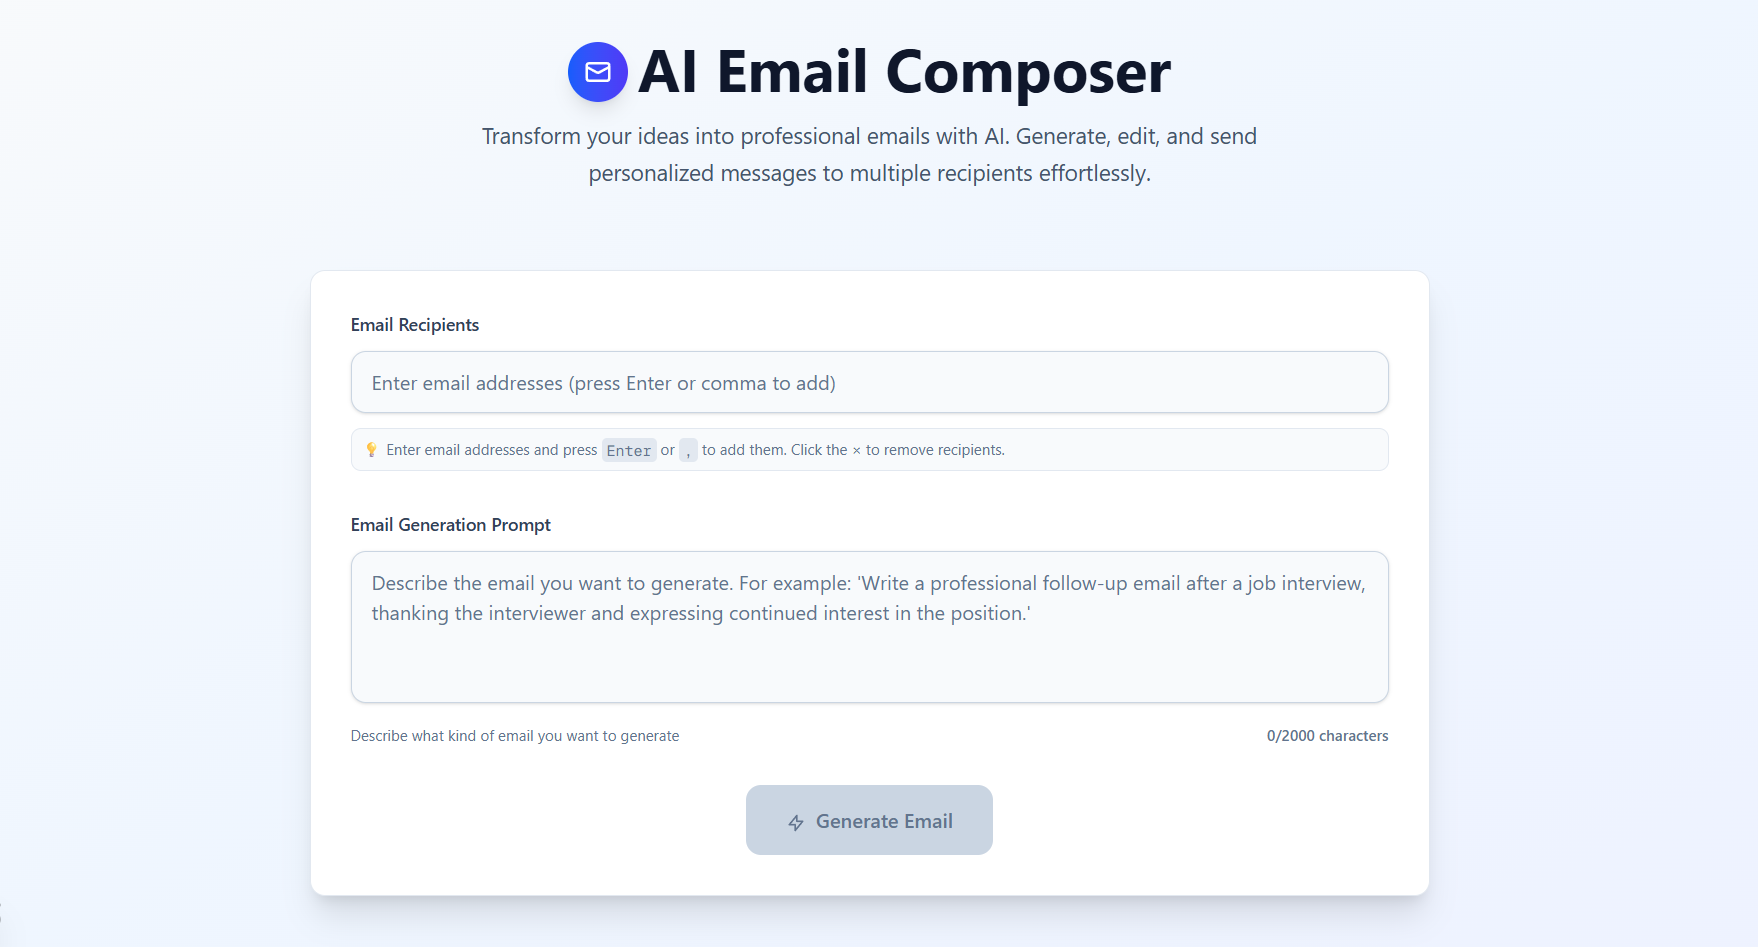 AI Email Composer
Transform your ideas into professional emails with AI. Generate, edit, and send
personalized messages to multiple recipients effortlessly.
Email Recipients
Enter email addresses (press Enter or comma to add)
💡 Enter email addresses and press Enter or , to add them. Click the × to remove recipients.
Email Generation Prompt
Describe the email you want to generate. For example: 'Write a professional follow-up email after a job interview,
thanking the interviewer and expressing continued interest in the position.'
Describe what kind of email you want to generate
0/2000 characters
Generate Email